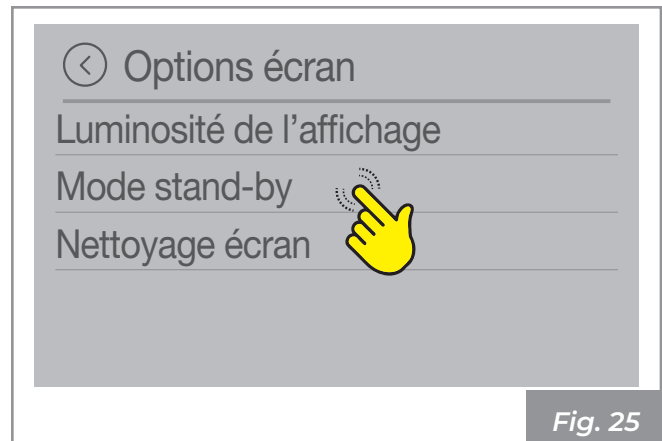 Options écran
Luminosité de l’affichage
Mode stand-by
Nettoyage écran
Fig. 25